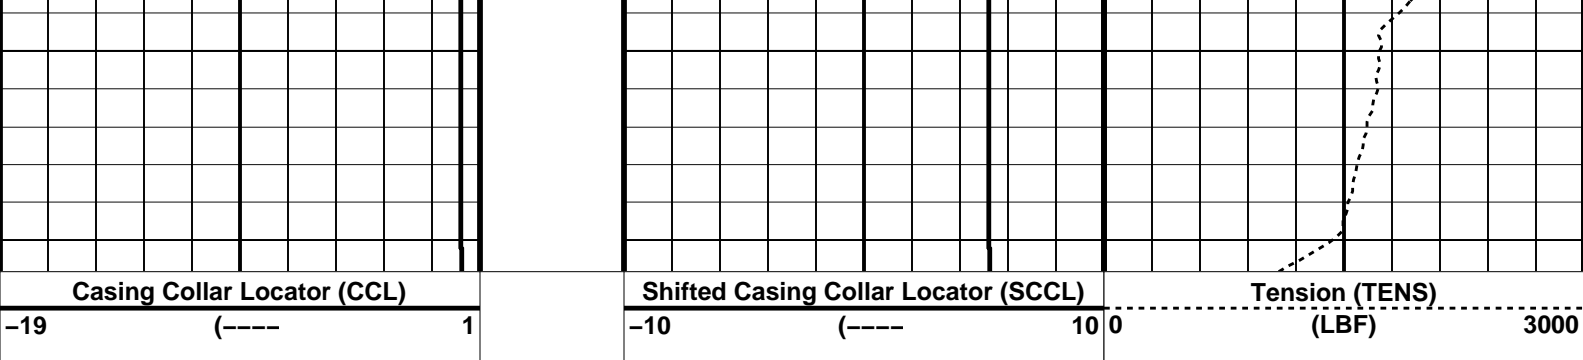 Casing Collar Locator (CCL)
−19 (−−−− 1
Shifted Casing Collar Locator (SCCL)
−10 (−−−− 10
Tension (TENS)
0 (LBF) 3000